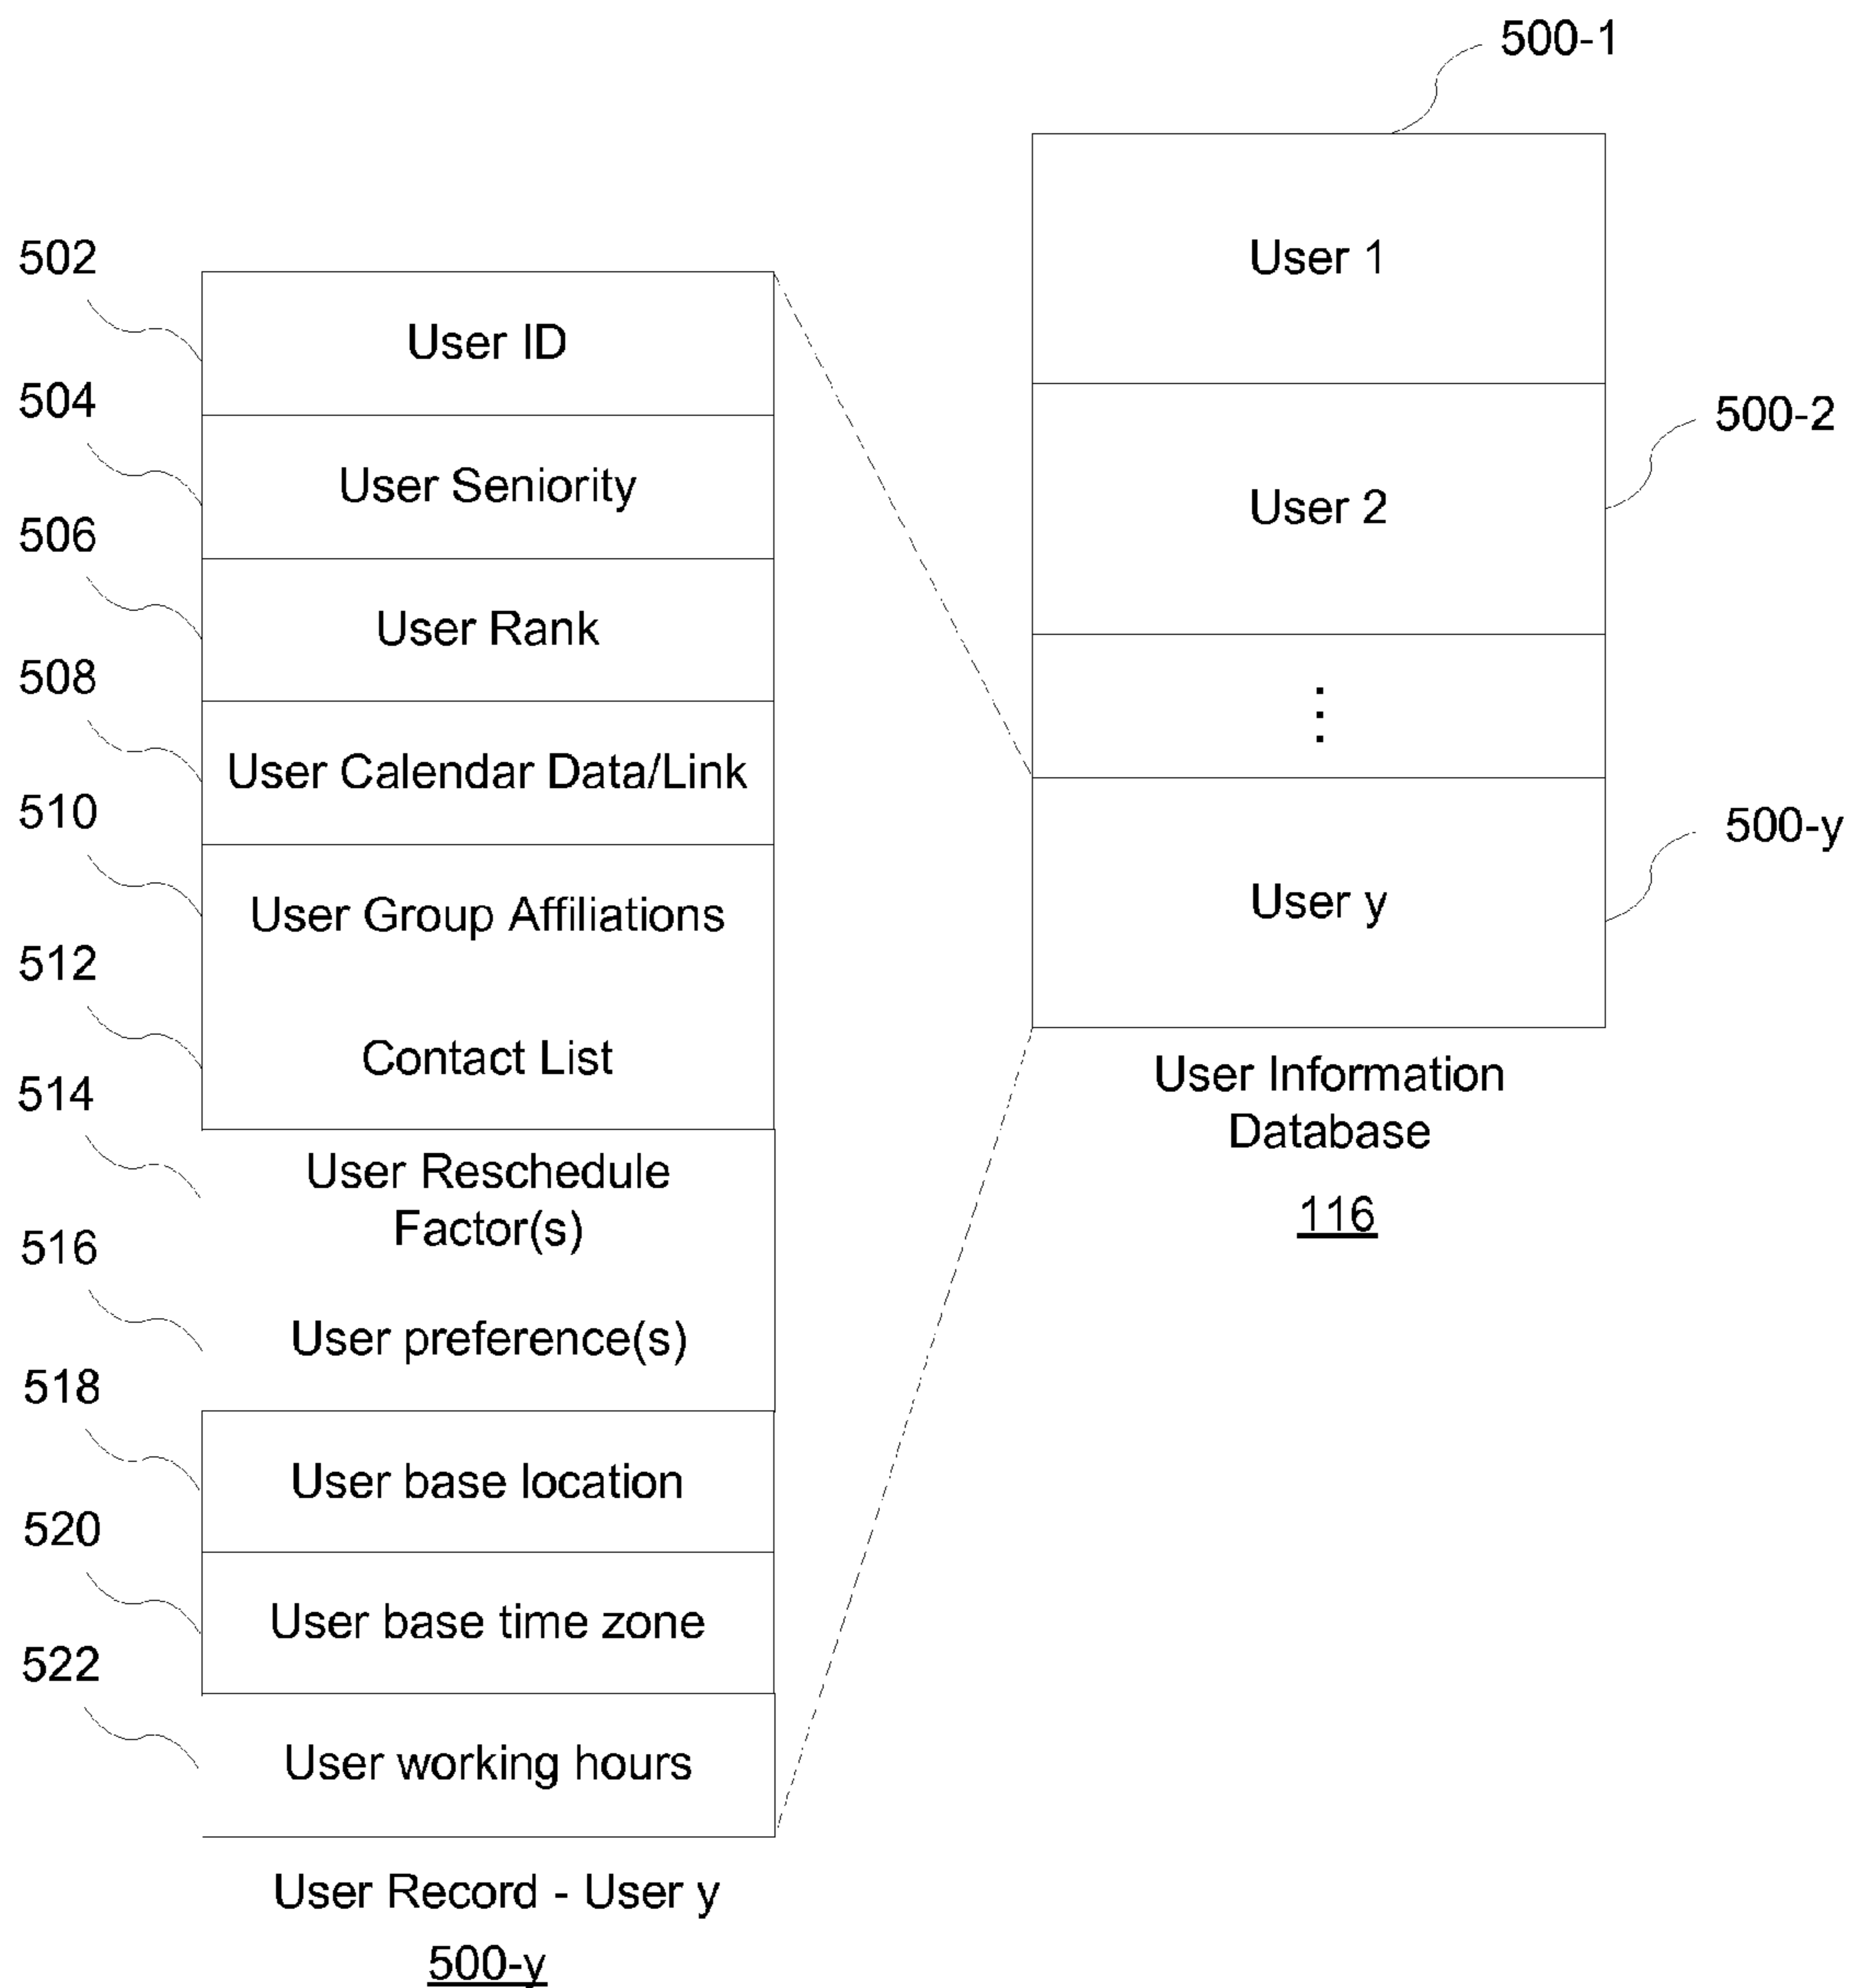 500-1
User 1
500-2
User 2
⋮
500-y
User y
User Information
Database
116
502
User ID
504
User Seniority
506
User Rank
508
User Calendar Data/Link
510
User Group Affiliations
512
Contact List
514
User Reschedule
Factor(s)
516
User preference(s)
518
User base location
520
User base time zone
522
User working hours
User Record - User y
500-y